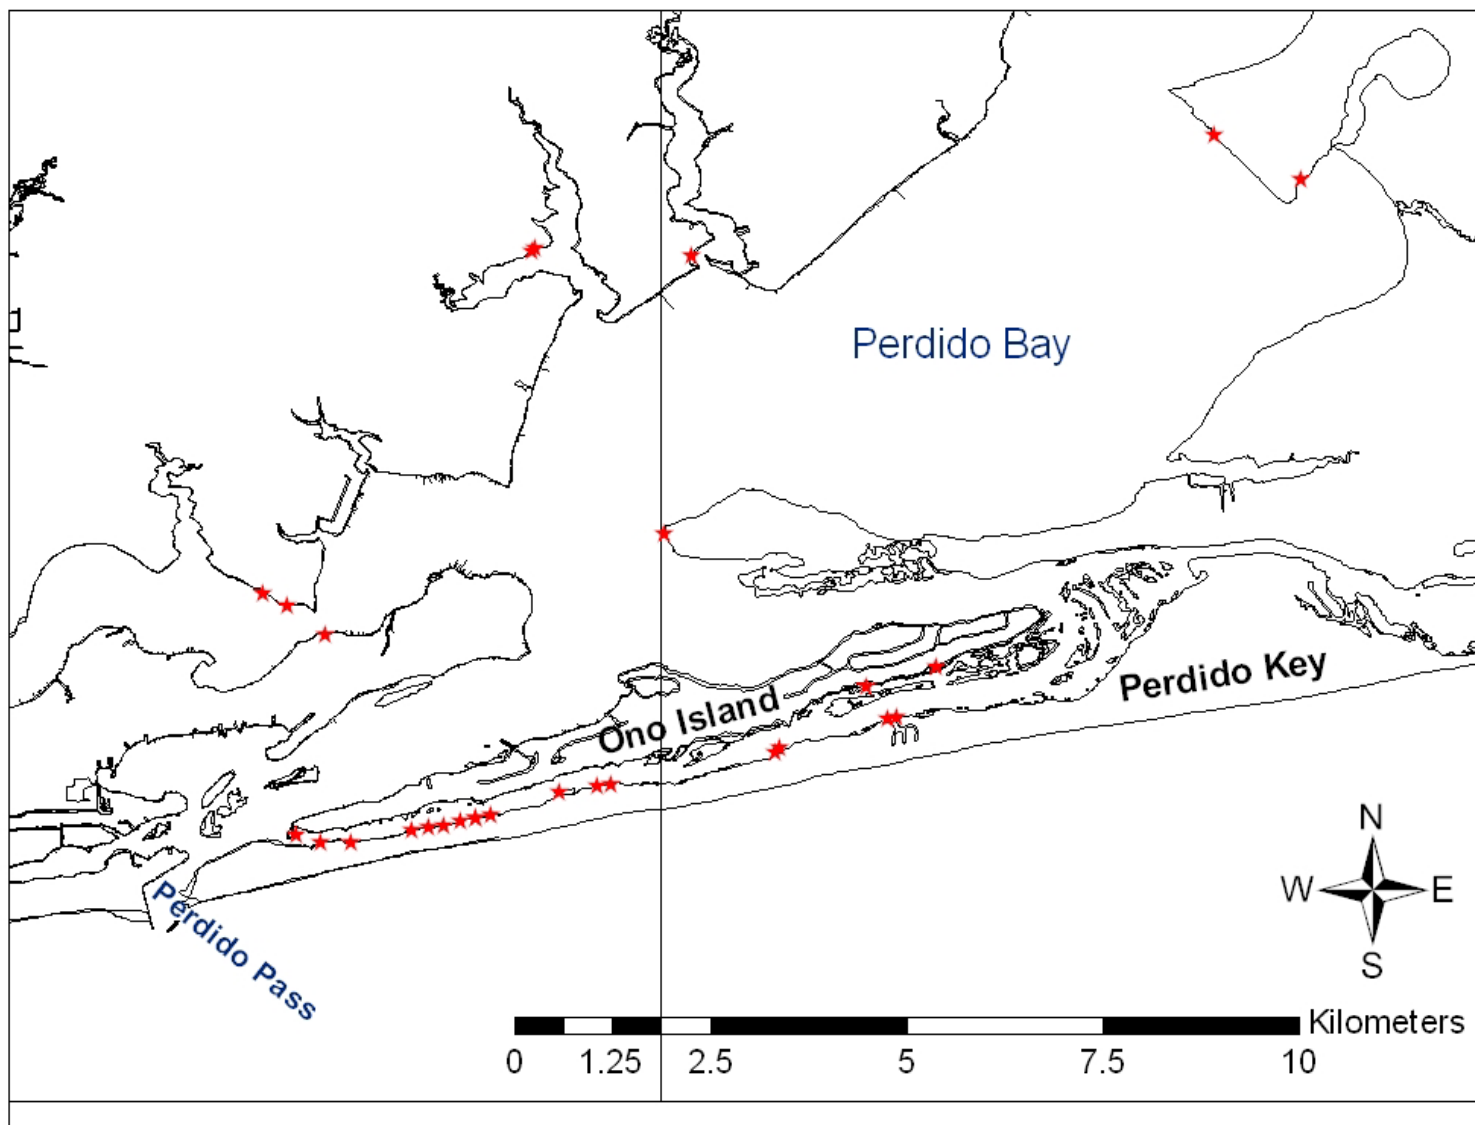 Perdido Bay
Perdido Key
Ono Island
Perdido Pass
N
W
E
S
Kilometers
0
1.25
2.5
5
7.5
10